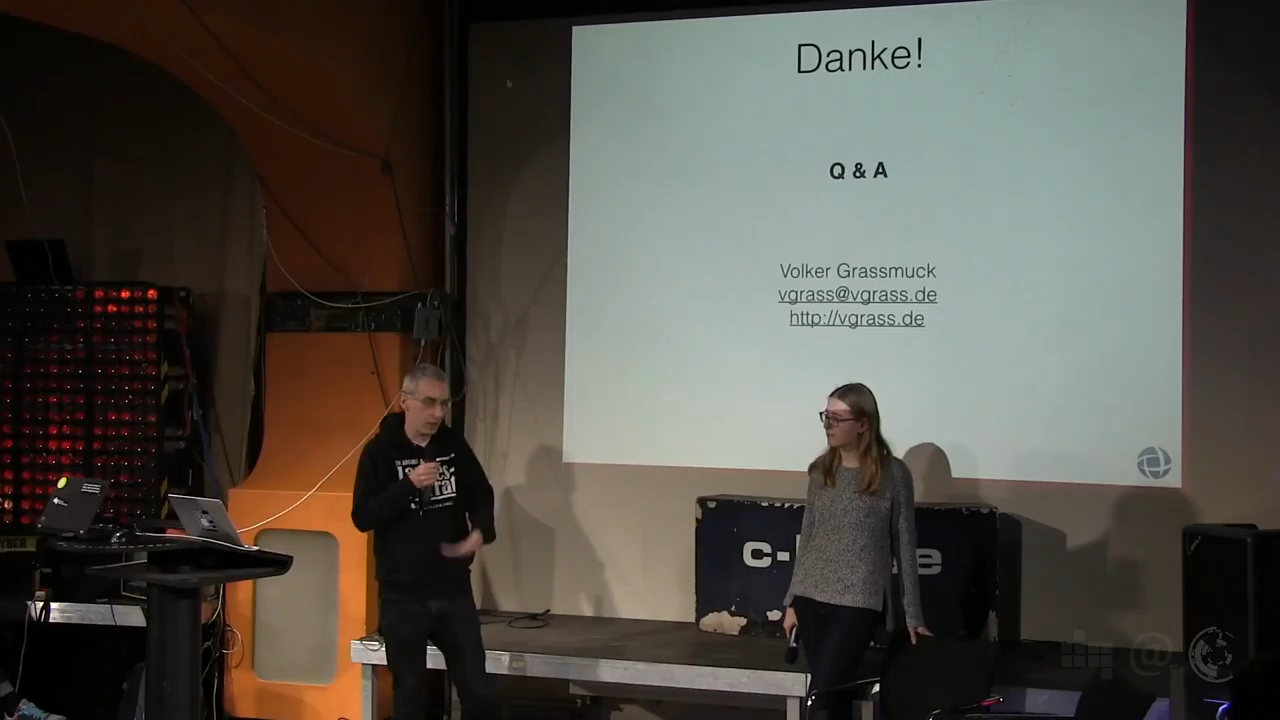 Danke!
Q & A
Volker Grassmuck
vgrass@vgrass.de
http://vgrass.de
c-
e